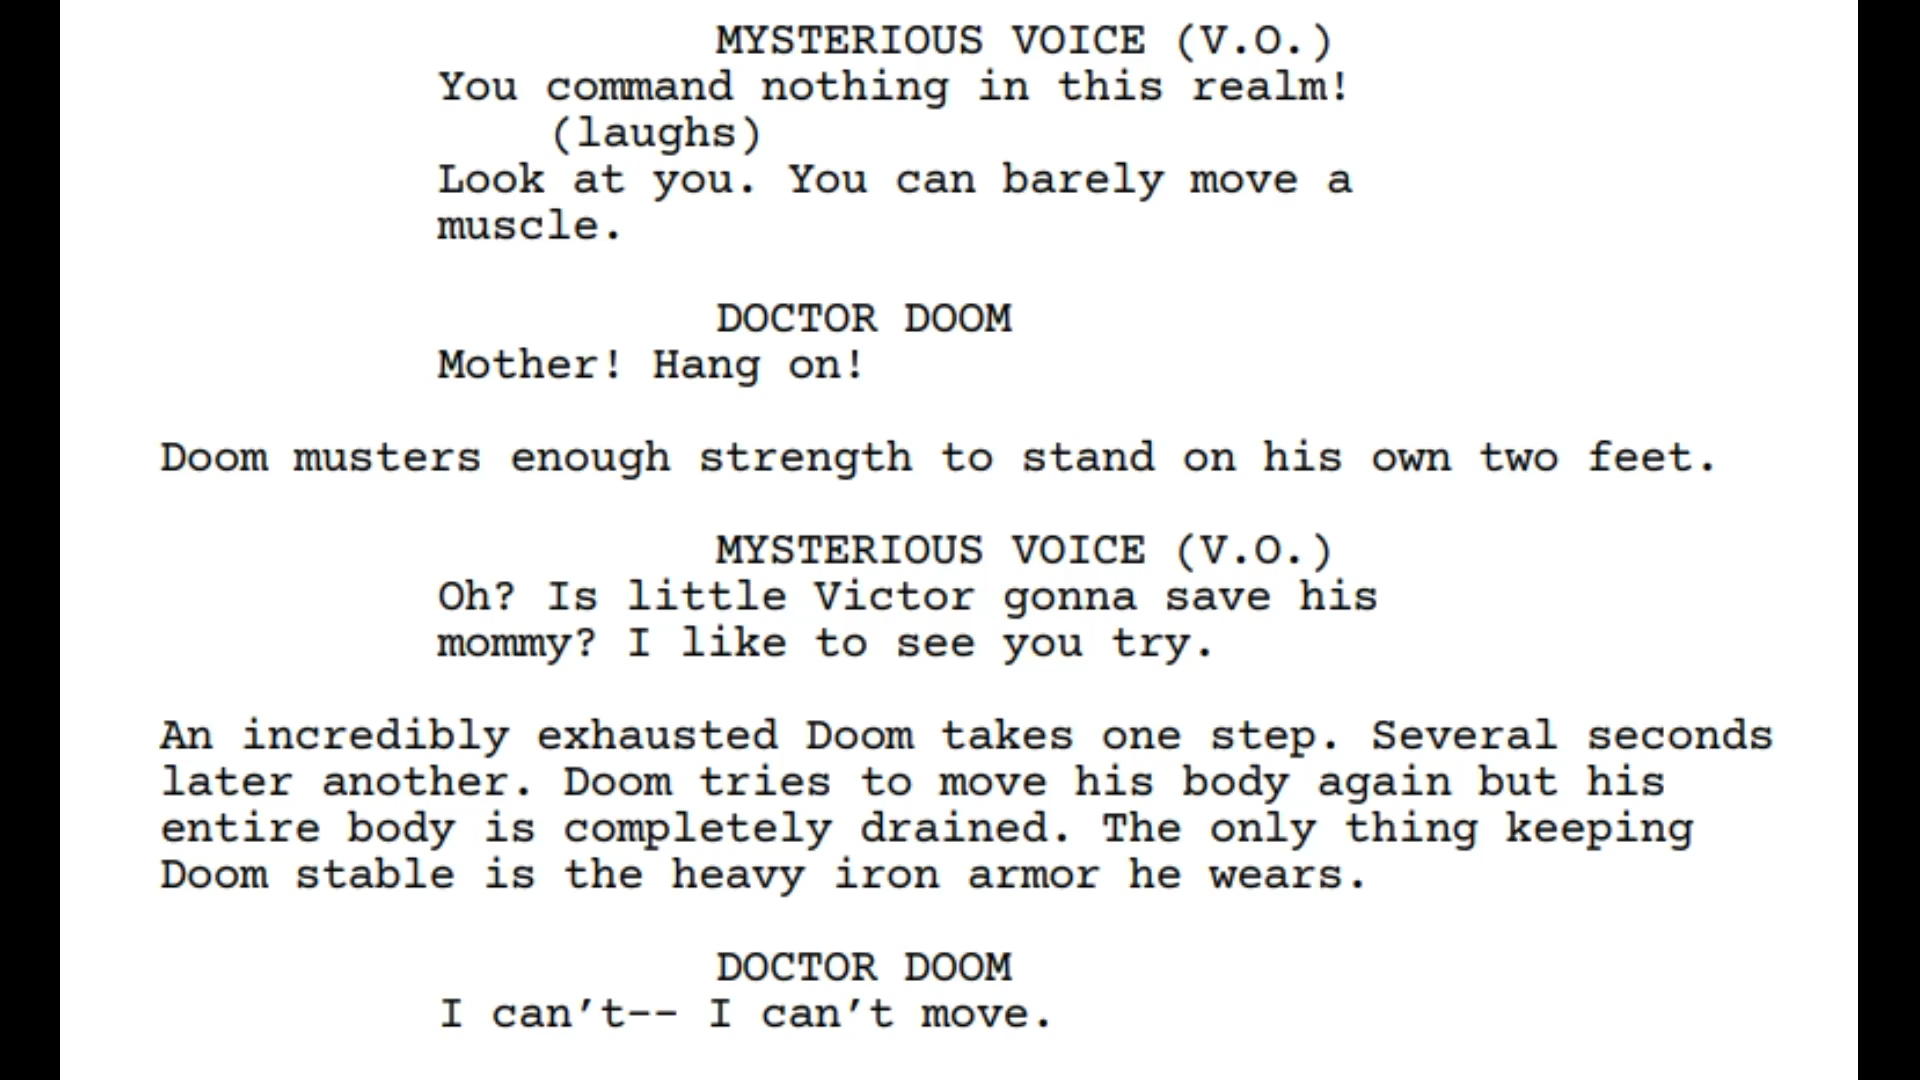 MYSTERIOUS VOICE (V.O.)
You command nothing in this realm!
(laughs)
Look at you. You can barely move a
muscle.
DOCTOR DOOM
Mother! Hang on!
Doom musters enough strength to stand on his own two feet.
MYSTERIOUS VOICE (V.O.)
Oh? Is little Victor gonna save his
mommy? I like to see you try.
An incredibly exhausted Doom takes one step. Several seconds
later another. Doom tries to move his body again but his
entire body is completely drained. The only thing keeping
Doom stable is the heavy iron armor he wears.
DOCTOR DOOM
I can’t-- I can’t move.